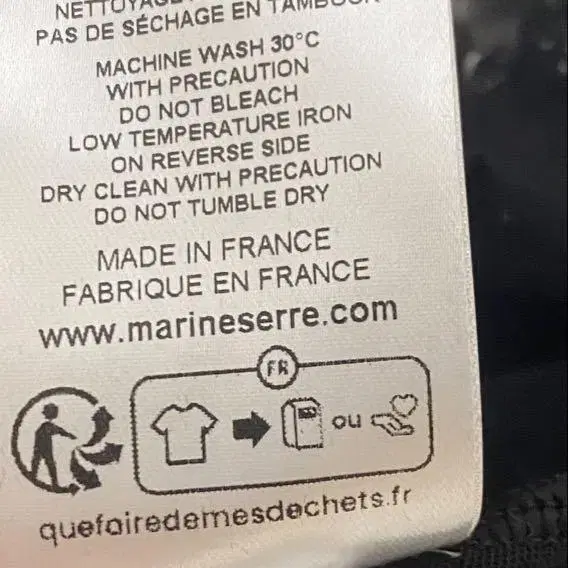 NETTOYAGE
PAS DE SÉCHAGE EN TAMBOUR
MACHINE WASH 30°C
WITH PRECAUTION
DO NOT BLEACH
LOW TEMPERATURE IRON
ON REVERSE SIDE
DRY CLEAN WITH PRECAUTION
DO NOT TUMBLE DRY
MADE IN FRANCE
FABRIQUE EN FRANCE
www.marineserre.com
FR
ou
quefairedemesdechets.fr